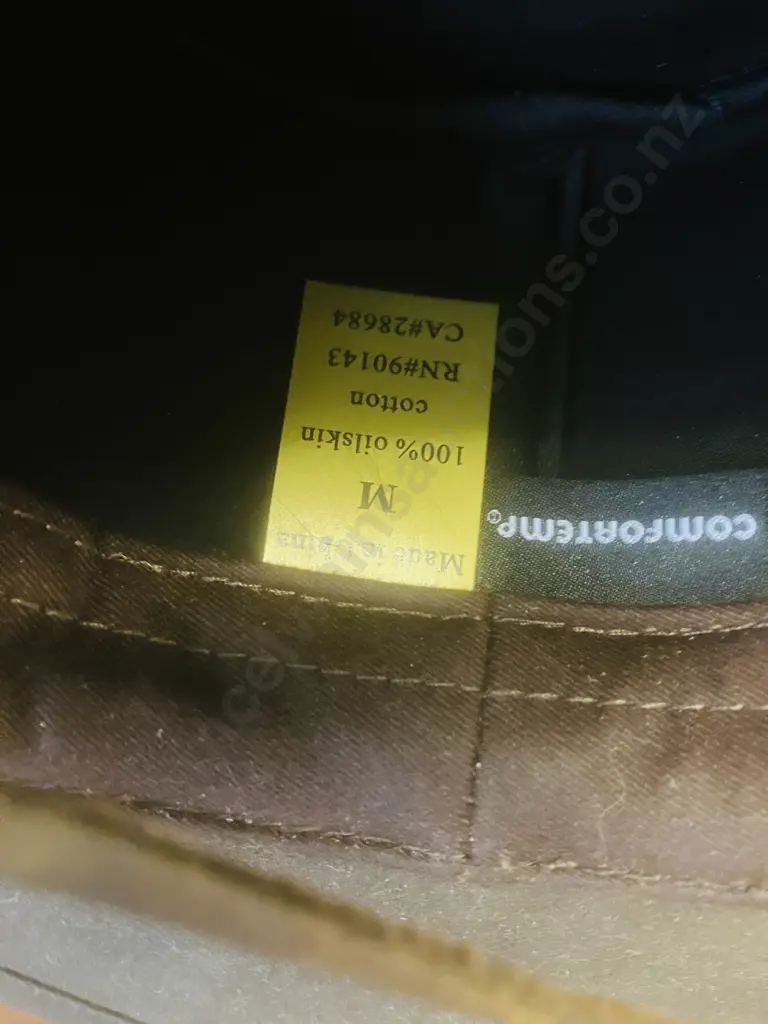 Made in China
M
100% oilskin
cotton
RN#90143
CA#28684
COMFORTEMP®